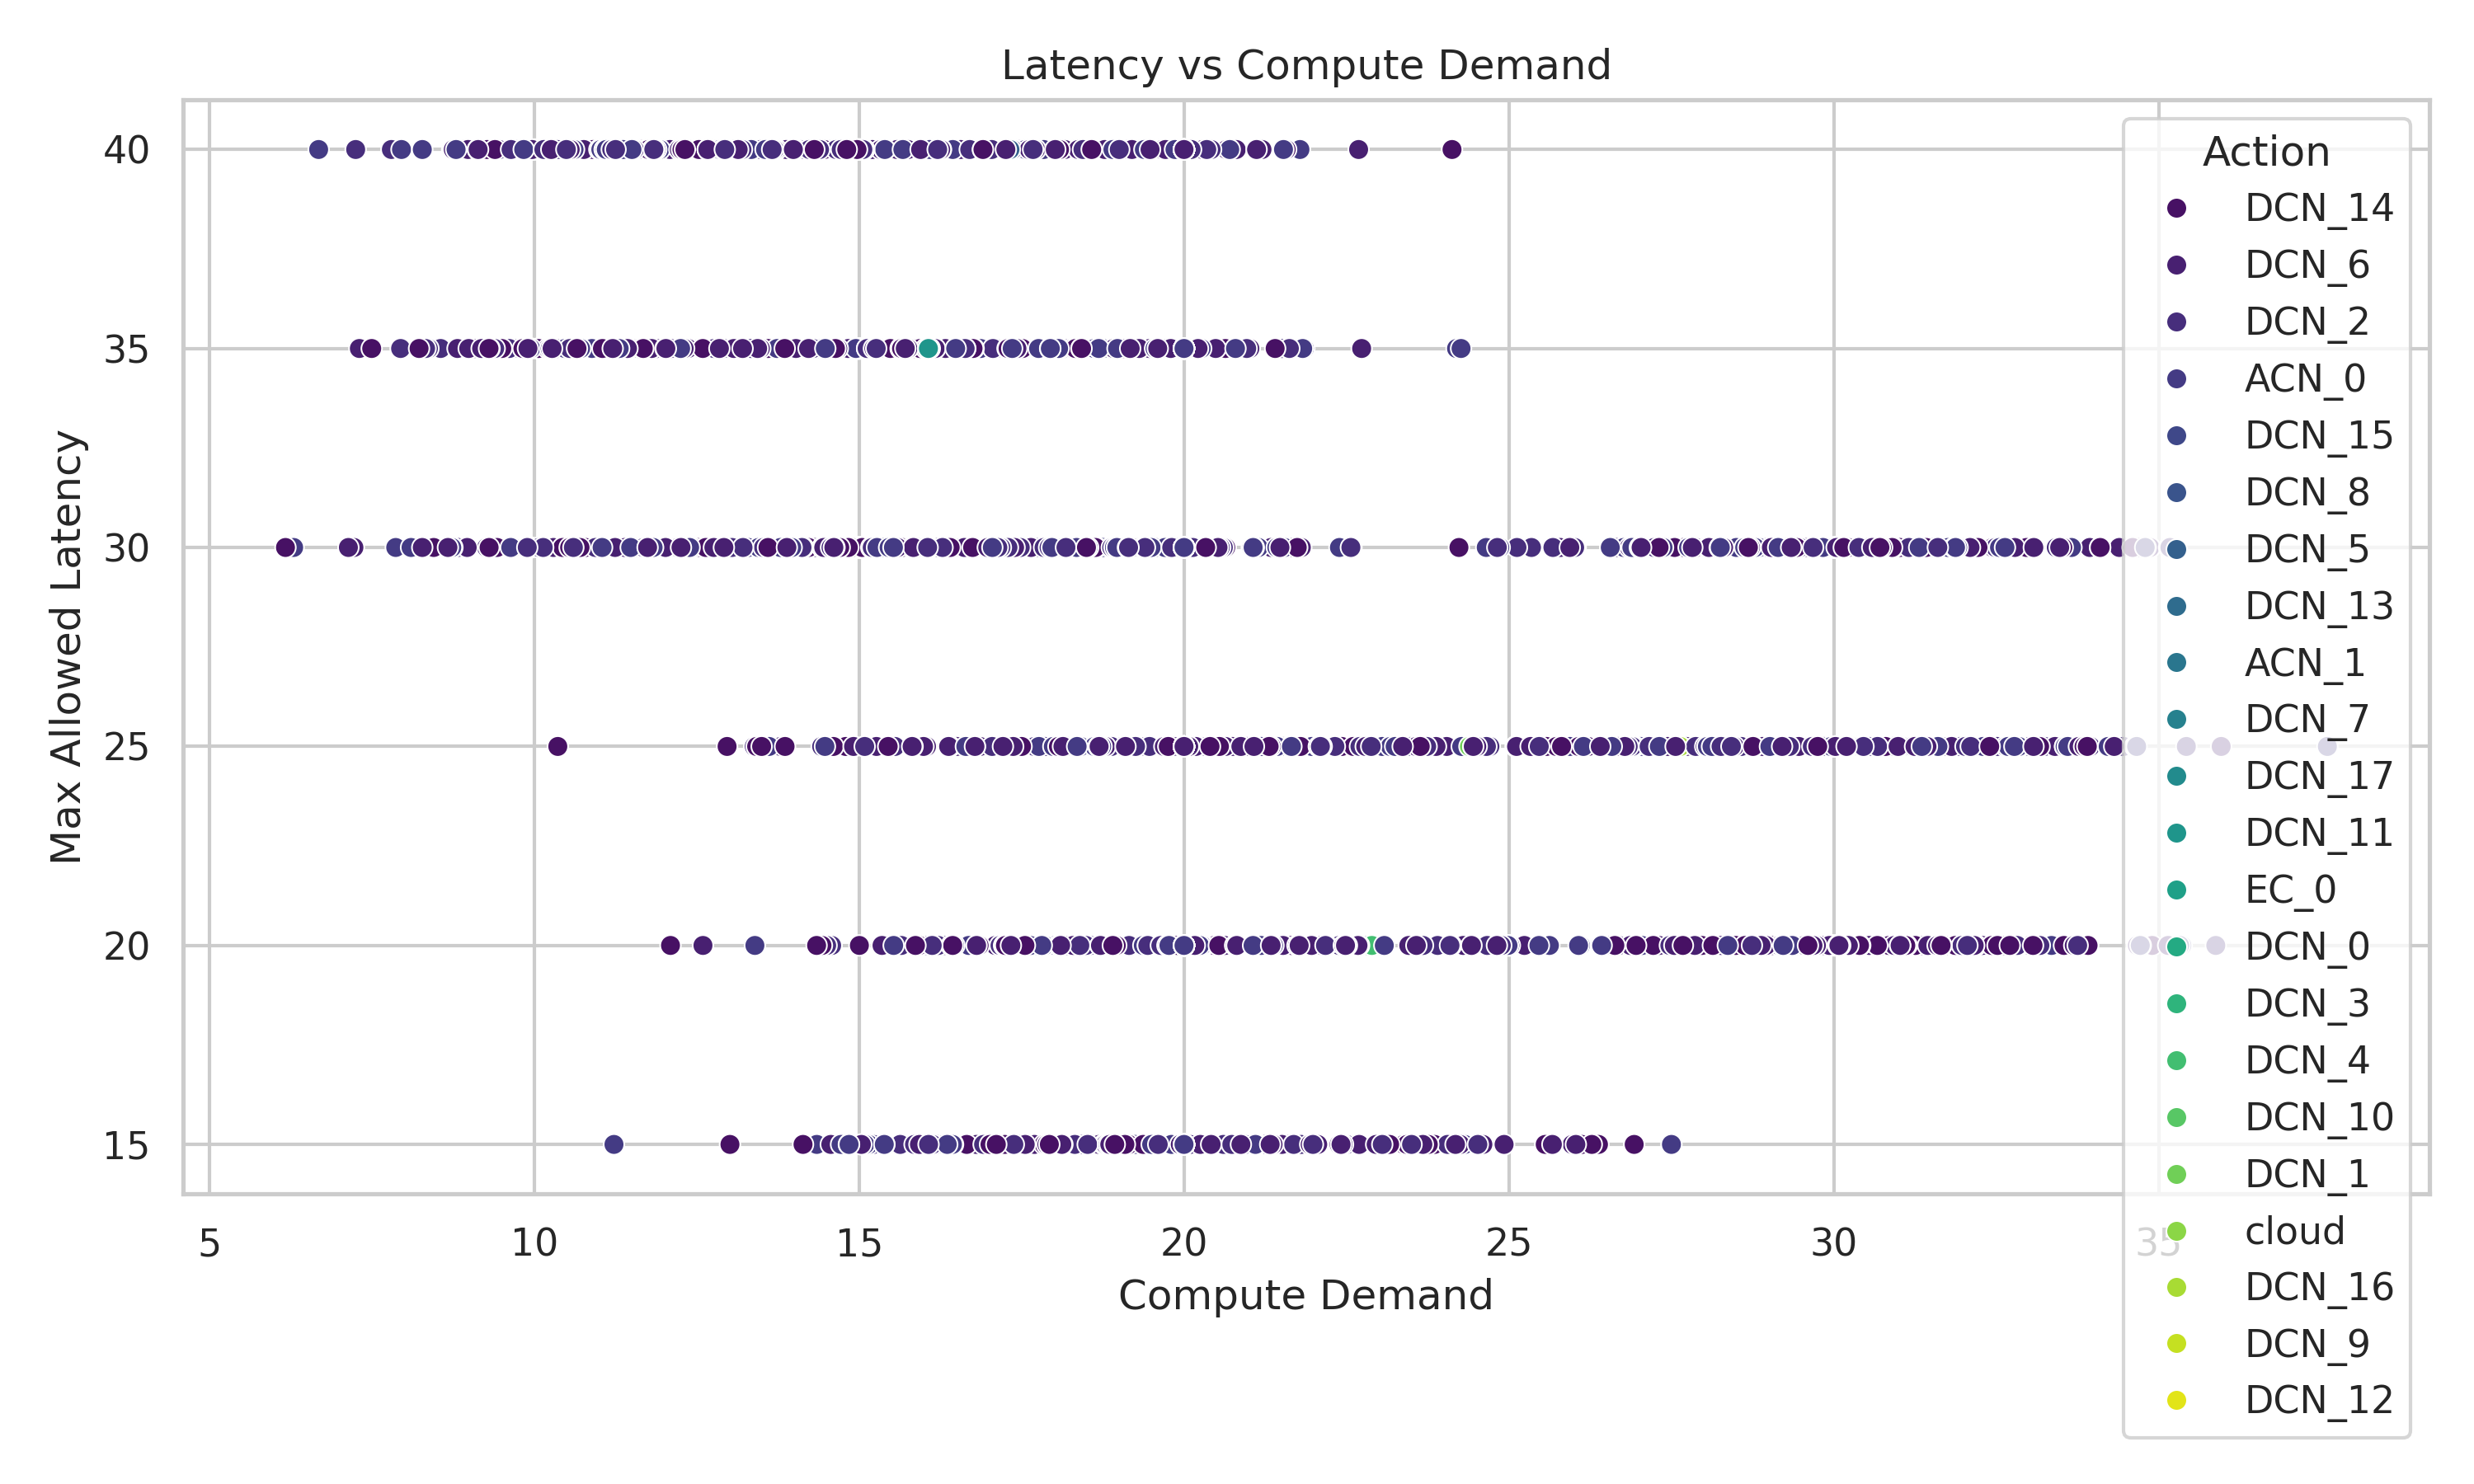 Latency vs Compute Demand
Max Allowed Latency
40
35
30
25
20
15
5
10
15
20
25
30
35
Compute Demand
Action
DCN_14
DCN_6
DCN_2
ACN_0
DCN_15
DCN_8
DCN_5
DCN_13
ACN_1
DCN_7
DCN_17
DCN_11
EC_0
DCN_0
DCN_3
DCN_4
DCN_10
DCN_1
cloud
DCN_16
DCN_9
DCN_12